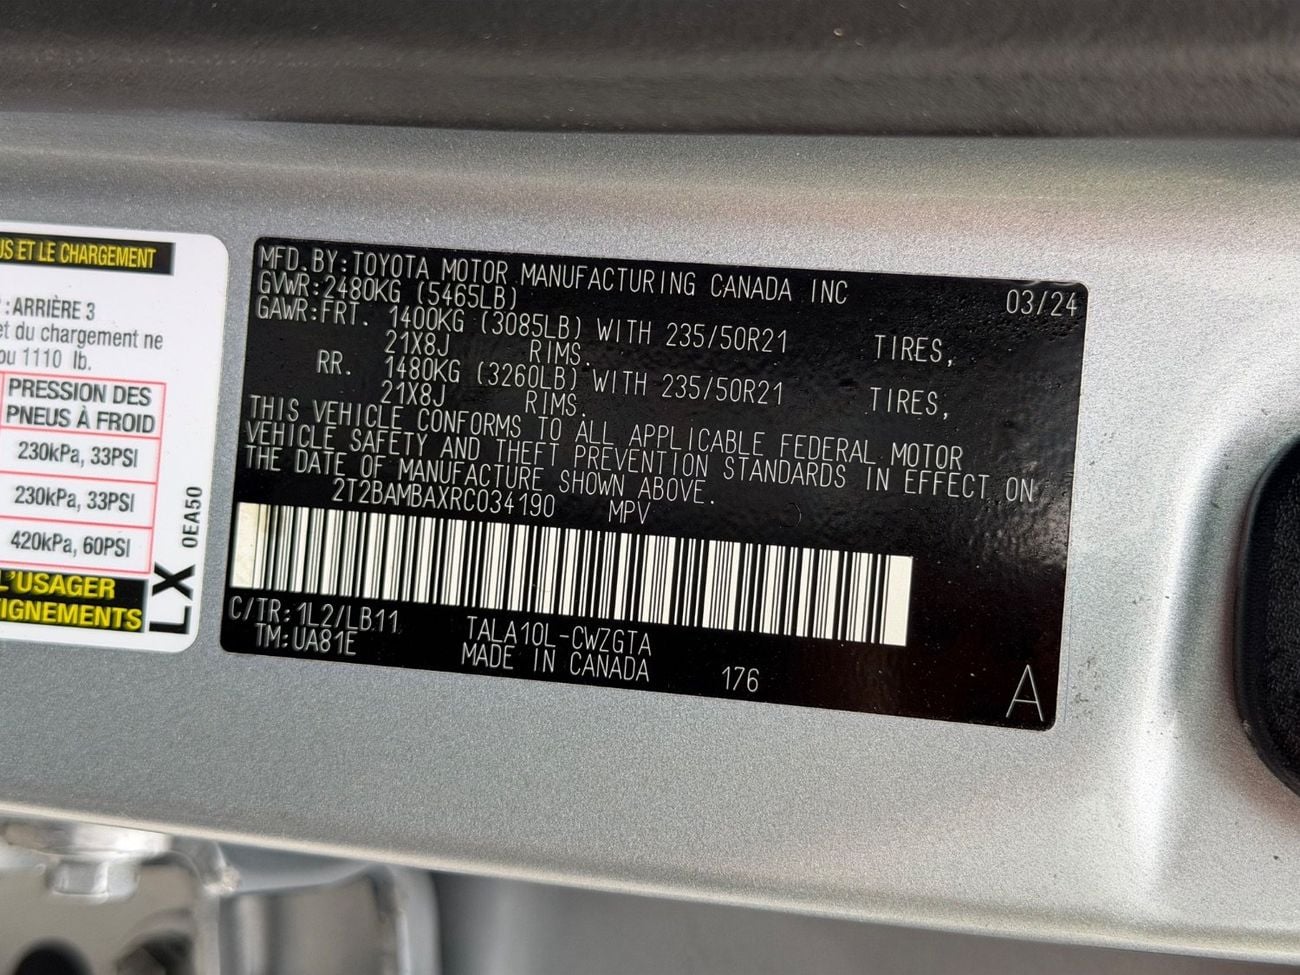 US ET LE CHARGEMENT
: ARRIÈRE 3
et du chargement ne
ou 1110 lb.
PRESSION DES
PNEUS À FROID
230kPa, 33PSI
230kPa, 33PSI
420kPa, 60PSI
L'USAGER
IGNEMENTS
LX 0EA50
MFD.BY:TOYOTA MOTOR MANUFACTURING CANADA INC 03/24
GVWR:2480KG (5465LB)
GAWR:FRT. 1400KG (3085LB) WITH 235/50R21 TIRES,
21X8J RIMS.
RR. 1480KG (3260LB) WITH 235/50R21 TIRES,
21X8J RIMS.
THIS VEHICLE CONFORMS TO ALL APPLICABLE FEDERAL MOTOR
VEHICLE SAFETY AND THEFT PREVENTION STANDARDS IN EFFECT ON
THE DATE OF MANUFACTURE SHOWN ABOVE.
2T2BAMBAXRC034190 MPV
C/TR:1L2/LB11 TALA10L-CWZGTA
TM:UA81E MADE IN CANADA 176 A